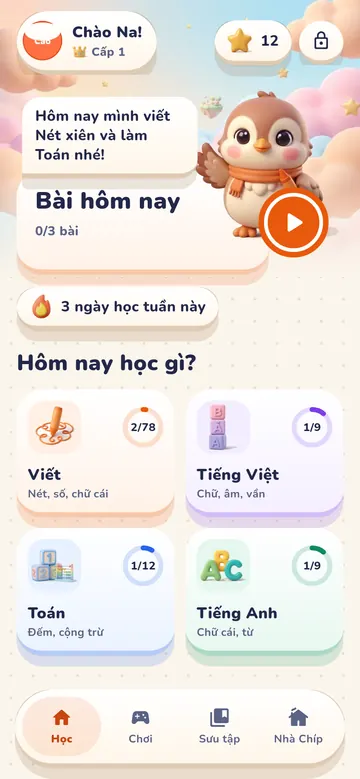 Chào Na!
Cấp 1
12
Hôm nay mình viết
Nét xiên và làm
Toán nhé!
Bài hôm nay
0/3 bài
3 ngày học tuần này
Hôm nay học gì?
2/78
Viết
Nét, số, chữ cái
1/9
Tiếng Việt
Chữ, âm, vần
1/12
Toán
Đếm, cộng trừ
1/9
Tiếng Anh
Chữ cái, từ
Học
Chơi
Sưu tập
Nhà Chíp